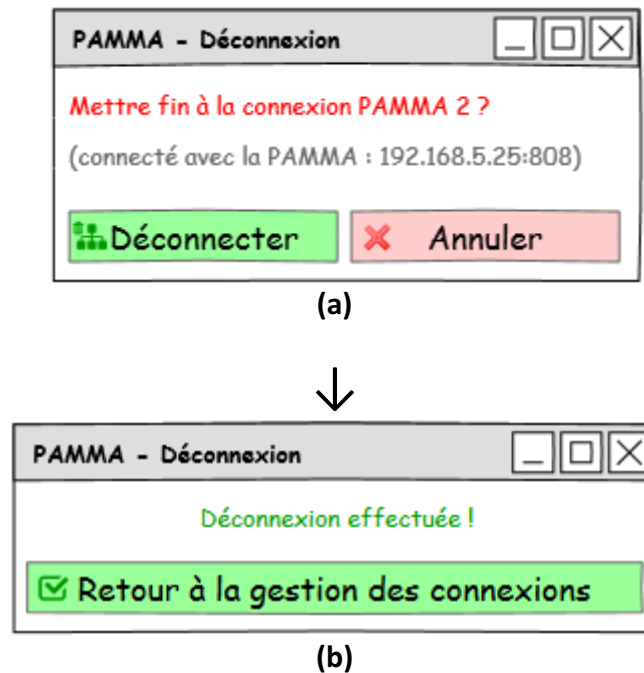 PAMMA - Déconnexion
Mettre fin à la connexion PAMMA 2 ?
(connecté avec la PAMMA : 192.168.5.25:808)
Déconnecter Annuler
(a)
PAMMA - Déconnexion
Déconnexion effectuée !
Retour à la gestion des connexions
(b)